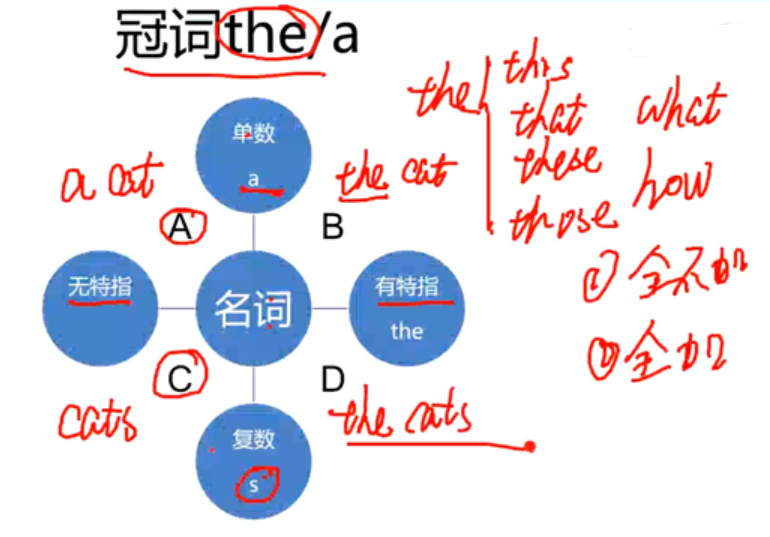 冠词the/a
the
this
that
these
those
what
how
单数
a
a cat
the cat
A
B
无特指
名词
有特指
the
① 全不加
② 全加
C
D
cats
the cats
复数
s